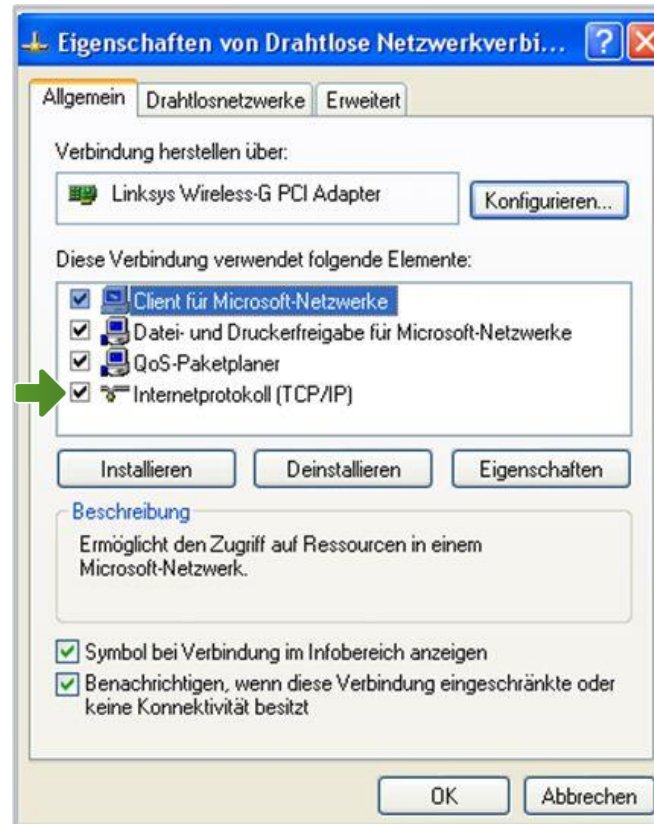 Eigenschaften von Drahtlose Netzwerkverbi...
Allgemein
Drahtlosnetzwerke
Erweitert
Verbindung herstellen über:
Linksys Wireless-G PCI Adapter
Konfigurieren...
Diese Verbindung verwendet folgende Elemente:
Client für Microsoft-Netzwerke
Datei- und Druckerfreigabe für Microsoft-Netzwerke
QoS-Paketplaner
Internetprotokoll (TCP/IP)
Installieren
Deinstallieren
Eigenschaften
Beschreibung
Ermöglicht den Zugriff auf Ressourcen in einem
Microsoft-Netzwerk.
Symbol bei Verbindung im Infobereich anzeigen
Benachrichtigen, wenn diese Verbindung eingeschränkte oder
keine Konnektivität besitzt
OK
Abbrechen